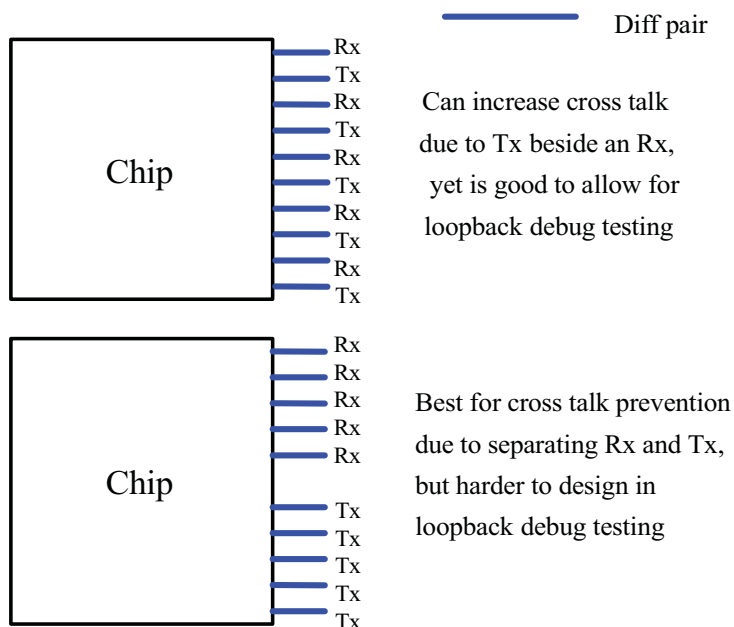 Diff pair
Rx
Tx
Rx
Tx
Rx
Tx
Rx
Tx
Rx
Tx
Chip
Can increase cross talk
due to Tx beside an Rx,
yet is good to allow for
loopback debug testing
Rx
Rx
Rx
Rx
Rx
Tx
Tx
Tx
Tx
Tx
Chip
Best for cross talk prevention
due to separating Rx and Tx,
but harder to design in
loopback debug testing